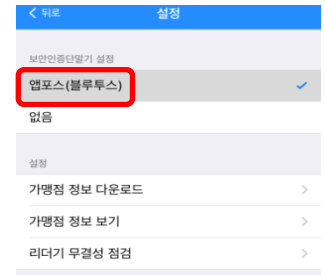 뒤로 설정
보안인증단말기 설정
앱포스(블루투스)
없음
설정
가맹점 정보 다운로드
가맹점 정보 보기
리더기 무결성 점검